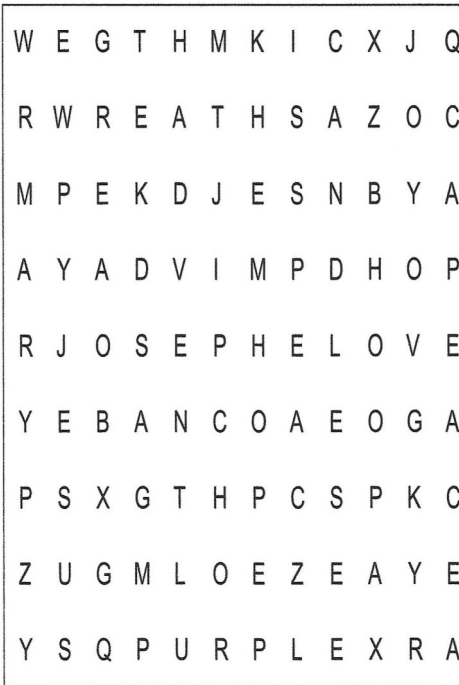 W E G T H M K I C X J Q
R W R E A T H S A Z O C
M P E K D J E S N B Y A
A Y A D V I M P D H O P
R J O S E P H E L O V E
Y E B A N C O A E O G A
P S X G T H P C S P K C
Z U G M L O E Z E A Y E
Y S Q P U R P L E X R A